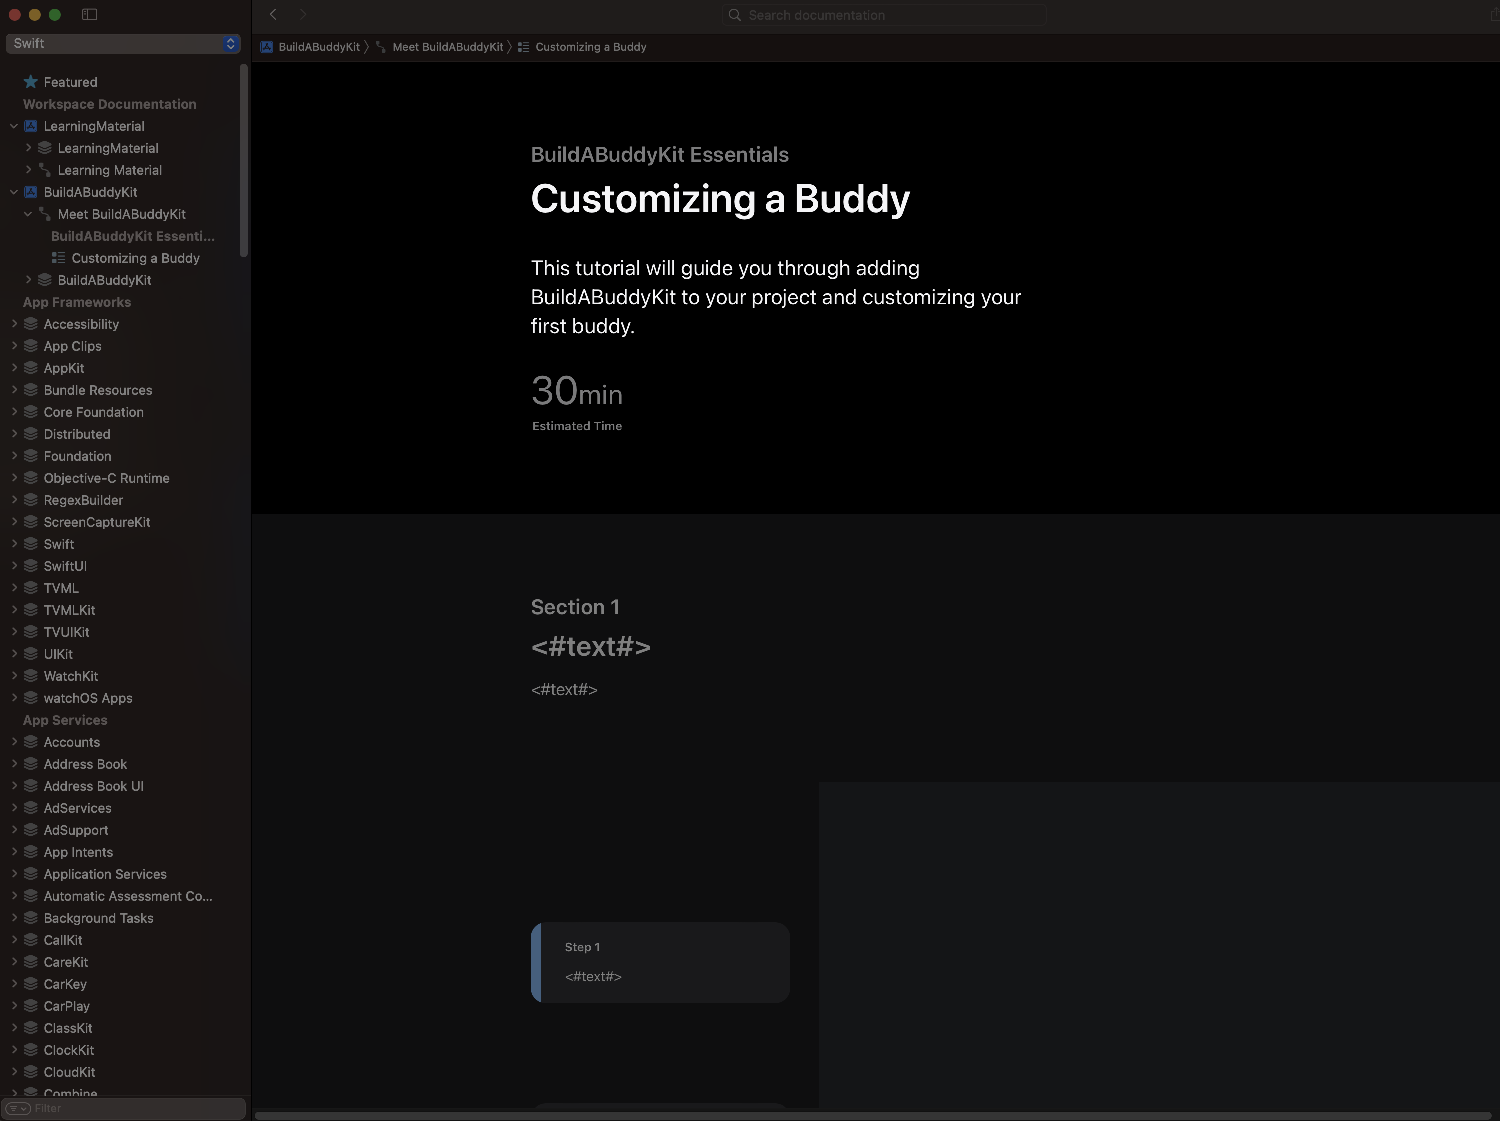 Search documentation
Swift
BuildABuddyKit
Meet BuildABuddyKit
Customizing a Buddy
Featured
Workspace Documentation
LearningMaterial
LearningMaterial
Learning Material
BuildABuddyKit
Meet BuildABuddyKit
BuildABuddyKit Essenti...
Customizing a Buddy
BuildABuddyKit
App Frameworks
Accessibility
App Clips
AppKit
Bundle Resources
Core Foundation
Distributed
Foundation
Objective-C Runtime
RegexBuilder
ScreenCaptureKit
Swift
SwiftUI
TVML
TVMLKit
TVUIKit
UIKit
WatchKit
watchOS Apps
App Services
Accounts
Address Book
Address Book UI
AdServices
AdSupport
App Intents
Application Services
Automatic Assessment Co...
Background Tasks
CallKit
CareKit
CarKey
CarPlay
ClassKit
ClockKit
CloudKit
Combine
Filter
BuildABuddyKit Essentials
Customizing a Buddy
This tutorial will guide you through adding
BuildABuddyKit to your project and customizing your
first buddy.
30min
Estimated Time
Section 1
<#text#>
<#text#>
Step 1
<#text#>